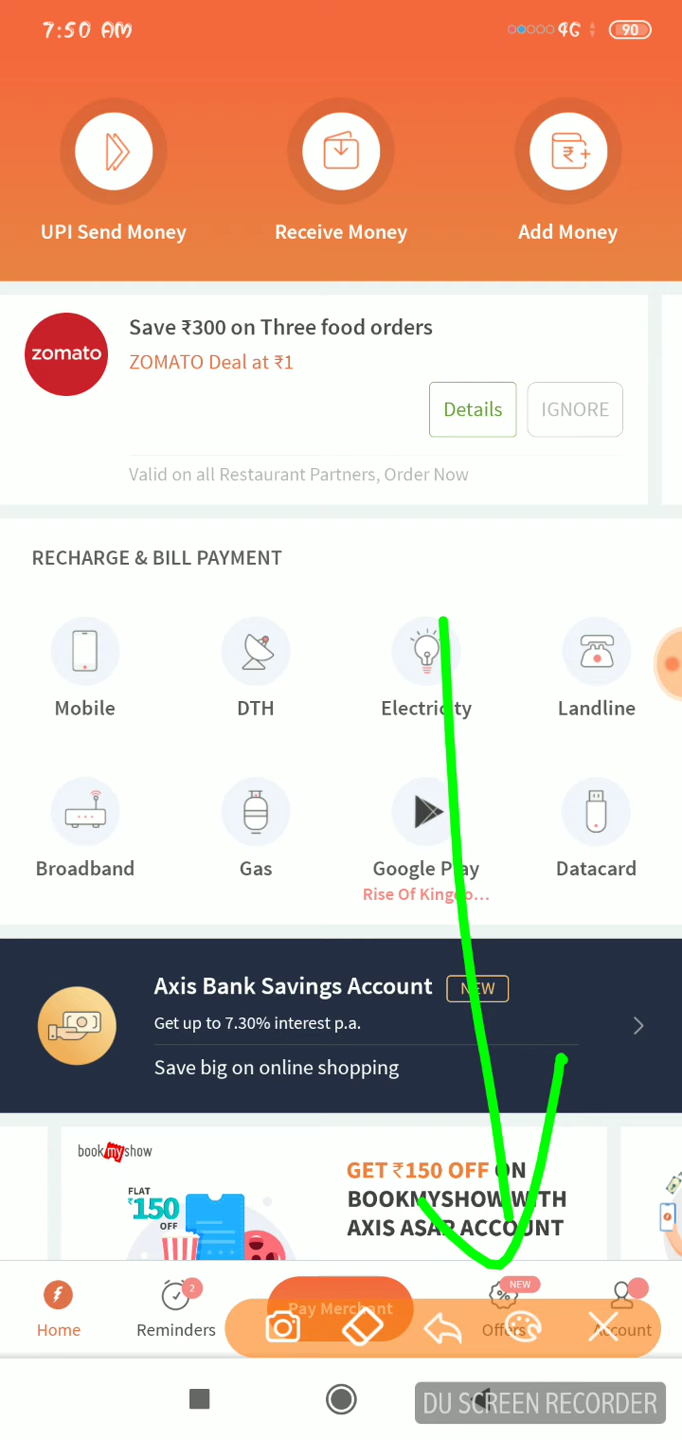 7:50 AM
4G
90
UPI Send Money
Receive Money
Add Money
zomato
Save ₹300 on Three food orders
ZOMATO Deal at ₹1
Details
IGNORE
Valid on all Restaurant Partners, Order Now
RECHARGE & BILL PAYMENT
Mobile
DTH
Electricity
Landline
Broadband
Gas
Google Play
Datacard
Rise Of Kingdo...
Axis Bank Savings Account
NEW
Get up to 7.30% interest p.a.
Save big on online shopping
bookmyshow
FLAT
₹150
OFF
GET ₹150 OFF ON
BOOKMYSHOW WITH
AXIS ASAP ACCOUNT
NEW
2
Pay Merchant
Home
Reminders
Offers
Account
DU SCREEN RECORDER